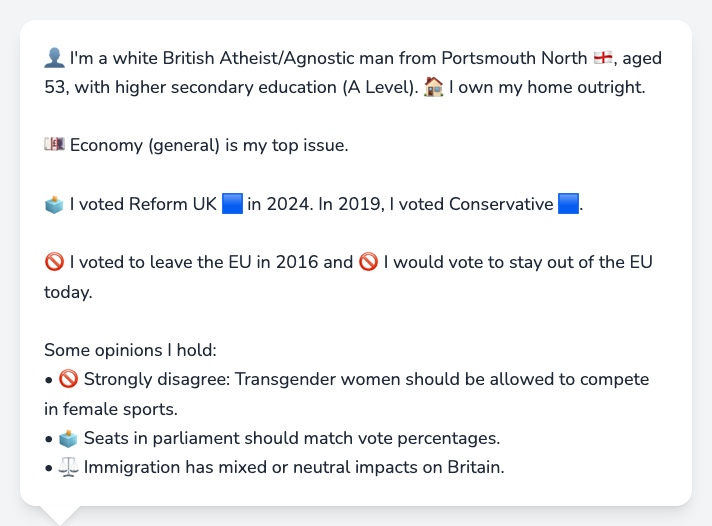 👤 I'm a white British Atheist/Agnostic man from Portsmouth North 🏴󠁧󠁢󠁥󠁮󠁧󠁿, aged
53, with higher secondary education (A Level). 🏠 I own my home outright.
💷 Economy (general) is my top issue.
🗳️ I voted Reform UK 🟦 in 2024. In 2019, I voted Conservative 🟦.
🚫 I voted to leave the EU in 2016 and 🚫 I would vote to stay out of the EU
today.
Some opinions I hold:
• 🚫 Strongly disagree: Transgender women should be allowed to compete
in female sports.
• 🗳️ Seats in parliament should match vote percentages.
• ⚖️ Immigration has mixed or neutral impacts on Britain.